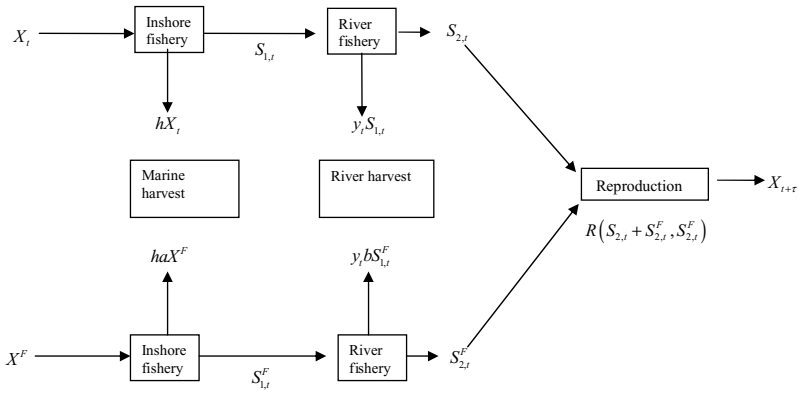 X_t
Inshore
fishery
S_{1,t}
River
fishery
S_{2,t}
hX_t
y_t S_{1,t}
Marine
harvest
River harvest
Reproduction
X_{t+τ}
R(S_{2,t} + S^F_{2,t}, S^F_{2,t})
haX^F
y_t bS^F_{1,t}
X^F
Inshore
fishery
S^F_{1,t}
River
fishery
S^F_{2,t}